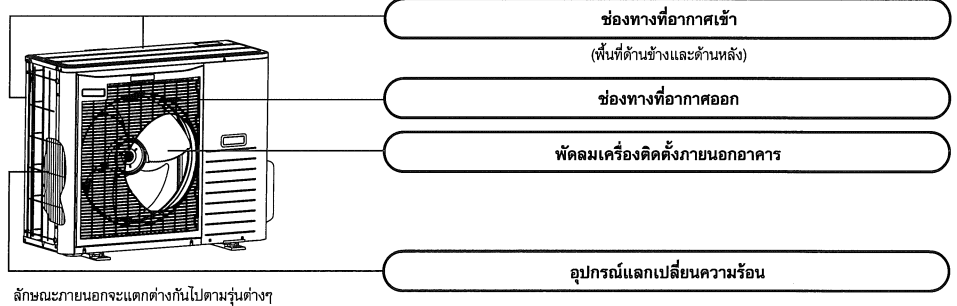 ช่องทางที่อากาศเข้า
(พื้นที่ด้านข้างและด้านหลัง)
ช่องทางที่อากาศออก
พัดลมเครื่องติดตั้งภายนอกอาคาร
อุปกรณ์แลกเปลี่ยนความร้อน
ลักษณะภายนอกจะแตกต่างกันไปตามรุ่นต่างๆ